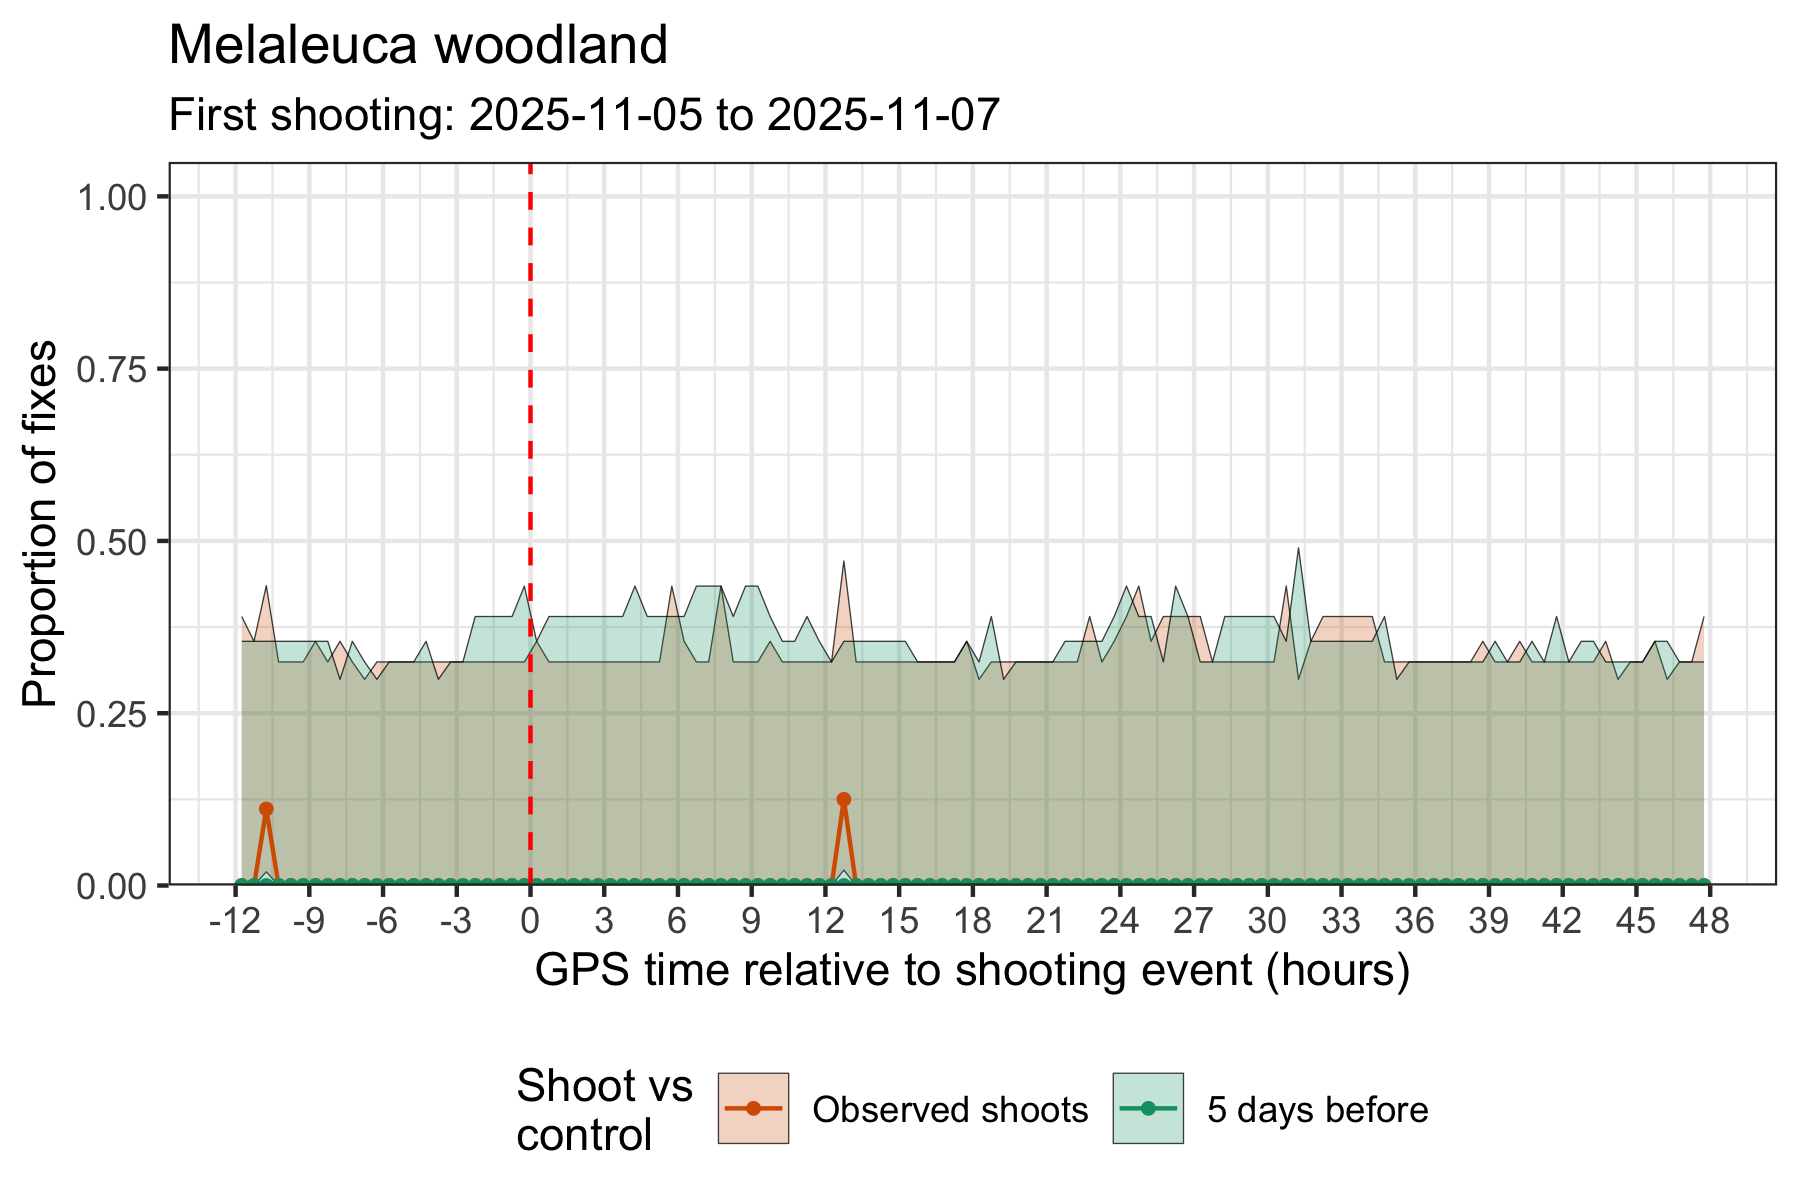 Melaleuca woodland
First shooting: 2025-11-05 to 2025-11-07
Proportion of fixes
1.00
0.75
0.50
0.25
0.00
-12 -9 -6 -3 0 3 6 9 12 15 18 21 24 27 30 33 36 39 42 45 48
GPS time relative to shooting event (hours)
Shoot vs
control
Observed shoots
5 days before